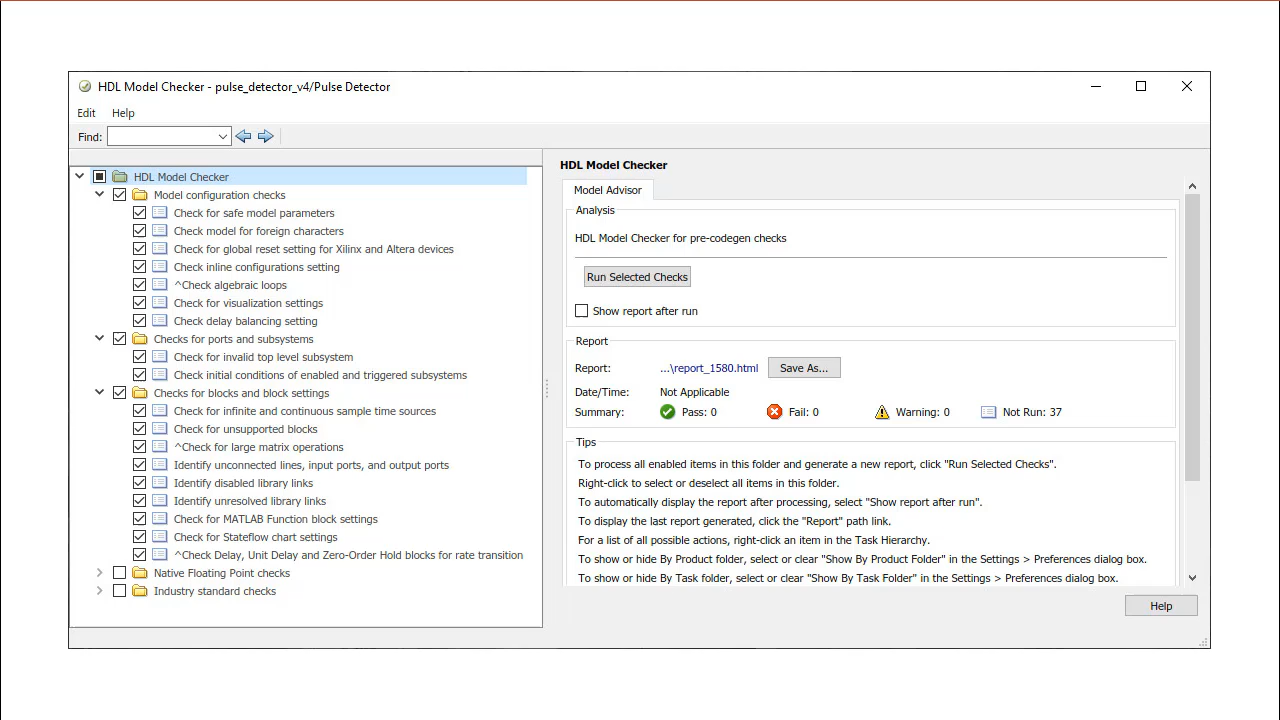 HDL Model Checker - pulse_detector_v4/Pulse Detector
Edit Help
Find:
HDL Model Checker
Model configuration checks
Check for safe model parameters
Check model for foreign characters
Check for global reset setting for Xilinx and Altera devices
Check inline configurations setting
^Check algebraic loops
Check for visualization settings
Check delay balancing setting
Checks for ports and subsystems
Check for invalid top level subsystem
Check initial conditions of enabled and triggered subsystems
Checks for blocks and block settings
Check for infinite and continuous sample time sources
Check for unsupported blocks
^Check for large matrix operations
Identify unconnected lines, input ports, and output ports
Identify disabled library links
Identify unresolved library links
Check for MATLAB Function block settings
Check for Stateflow chart settings
^Check Delay, Unit Delay and Zero-Order Hold blocks for rate transition
Native Floating Point checks
Industry standard checks
HDL Model Checker
Model Advisor
Analysis
HDL Model Checker for pre-codegen checks
Run Selected Checks
Show report after run
Report
Report: ...\report_1580.html Save As...
Date/Time: Not Applicable
Summary: Pass: 0 Fail: 0 Warning: 0 Not Run: 37
Tips
To process all enabled items in this folder and generate a new report, click "Run Selected Checks".
Right-click to select or deselect all items in this folder.
To automatically display the report after processing, select "Show report after run".
To display the last report generated, click the "Report" path link.
For a list of all possible actions, right-click an item in the Task Hierarchy.
To show or hide By Product folder, select or clear "Show By Product Folder" in the Settings > Preferences dialog box.
To show or hide By Task folder, select or clear "Show By Task Folder" in the Settings > Preferences dialog box.
Help